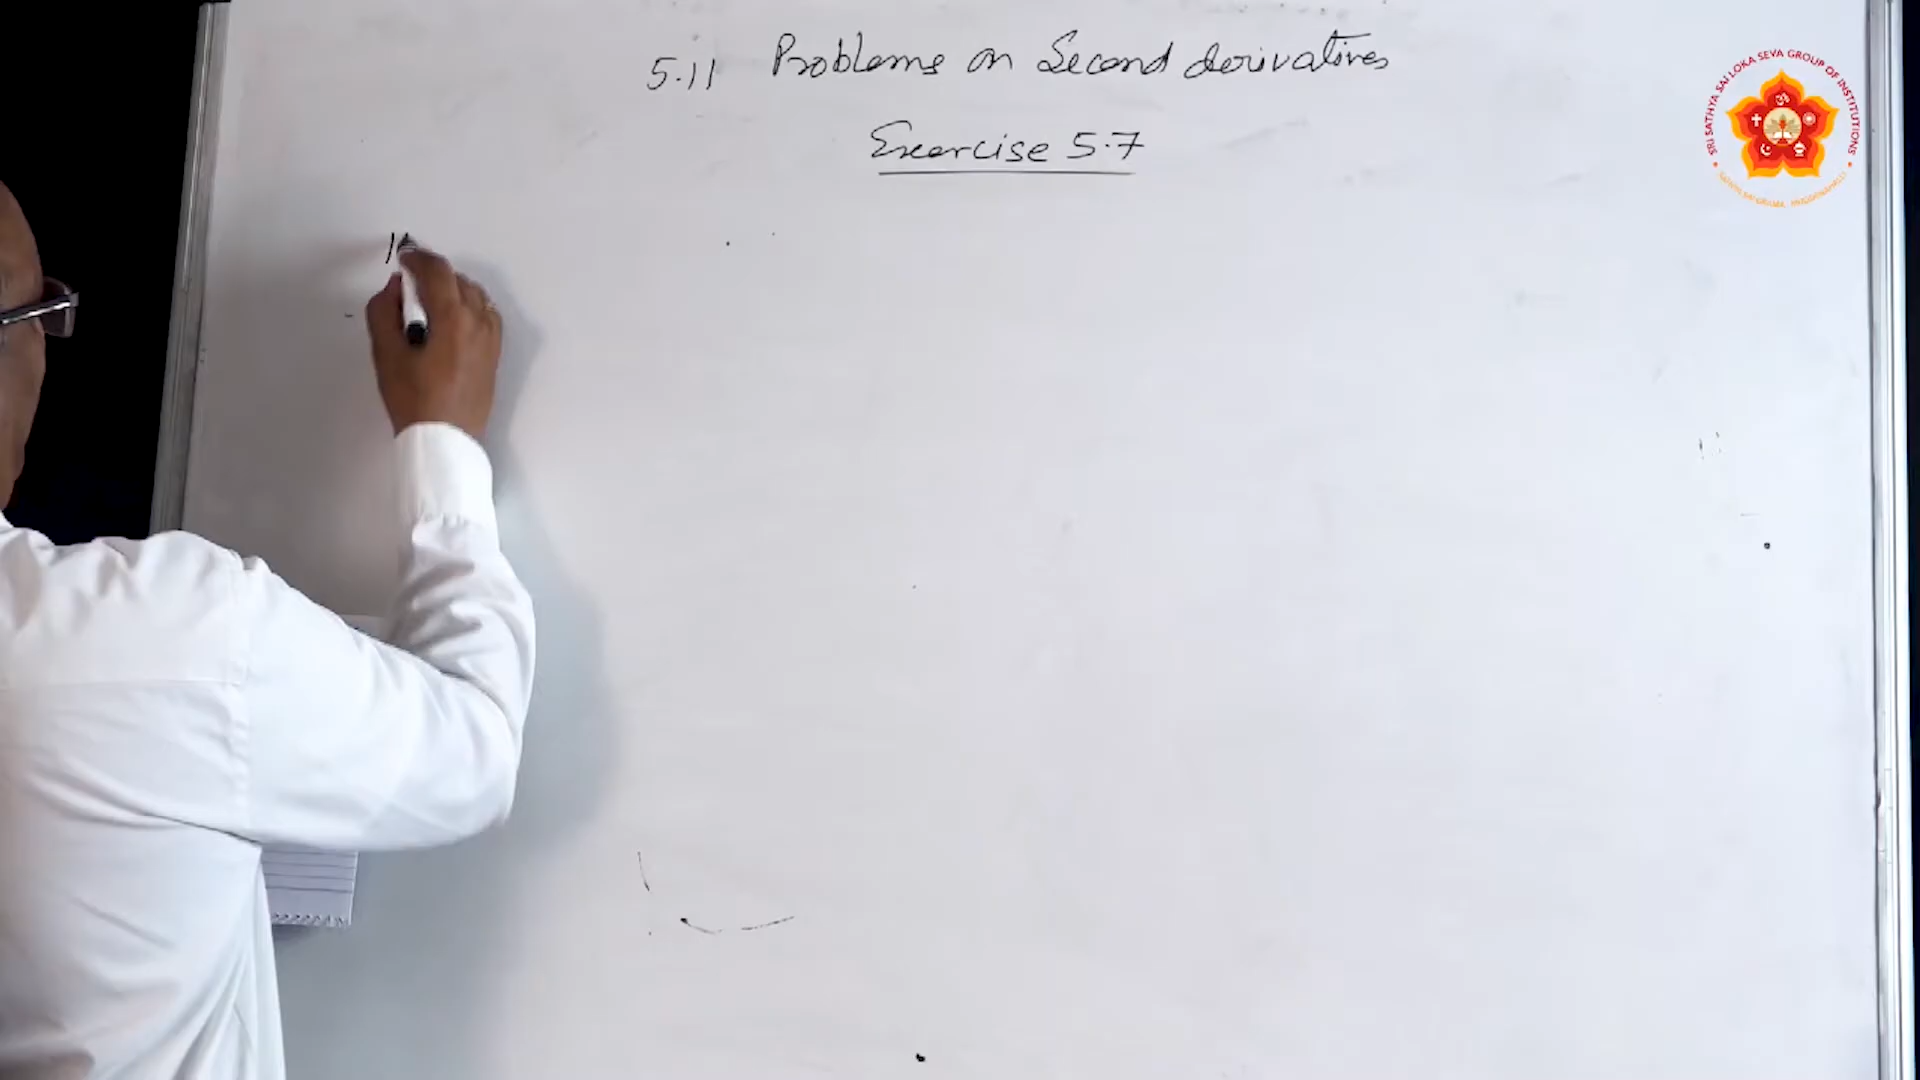 5.11 Problems on Second derivatives
Exercise 5.7
SRI SATHYA SAI LOKA SEVA GROUP OF INSTITUTIONS